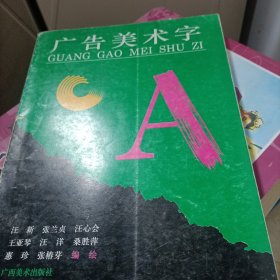 广告美术字
GUANG GAO MEI SHU ZI
A
汪新 张兰贞 汪心会
王亚琴 汪洋 桑胜萍
惠珍 张椿芽 编绘
广西美术出版社